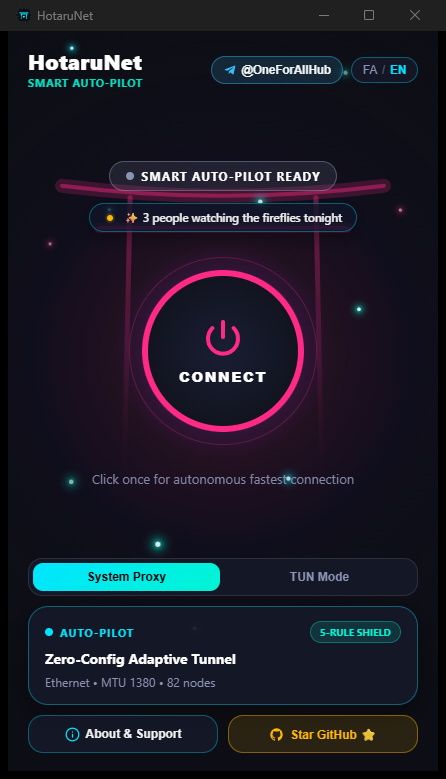 HotaruNet
HotaruNet
SMART AUTO-PILOT
@OneForAllHub
FA / EN
SMART AUTO-PILOT READY
✨ 3 people watching the fireflies tonight
CONNECT
Click once for autonomous fastest connection
System Proxy
TUN Mode
AUTO-PILOT
5-RULE SHIELD
Zero-Config Adaptive Tunnel
Ethernet • MTU 1380 • 82 nodes
About & Support
Star GitHub ⭐